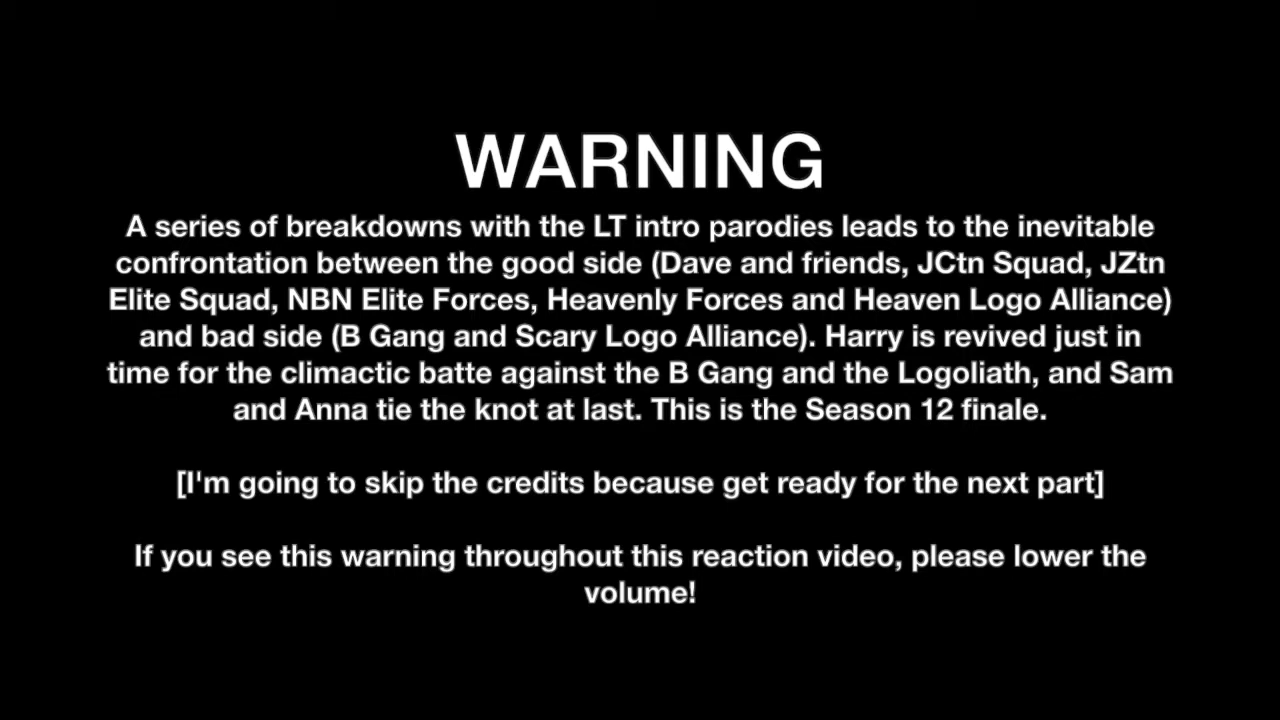 WARNING
A series of breakdowns with the LT intro parodies leads to the inevitable
confrontation between the good side (Dave and friends, JCtn Squad, JZtn
Elite Squad, NBN Elite Forces, Heavenly Forces and Heaven Logo Alliance)
and bad side (B Gang and Scary Logo Alliance). Harry is revived just in
time for the climactic batte against the B Gang and the Logoliath, and Sam
and Anna tie the knot at last. This is the Season 12 finale.
[I'm going to skip the credits because get ready for the next part]
If you see this warning throughout this reaction video, please lower the
volume!